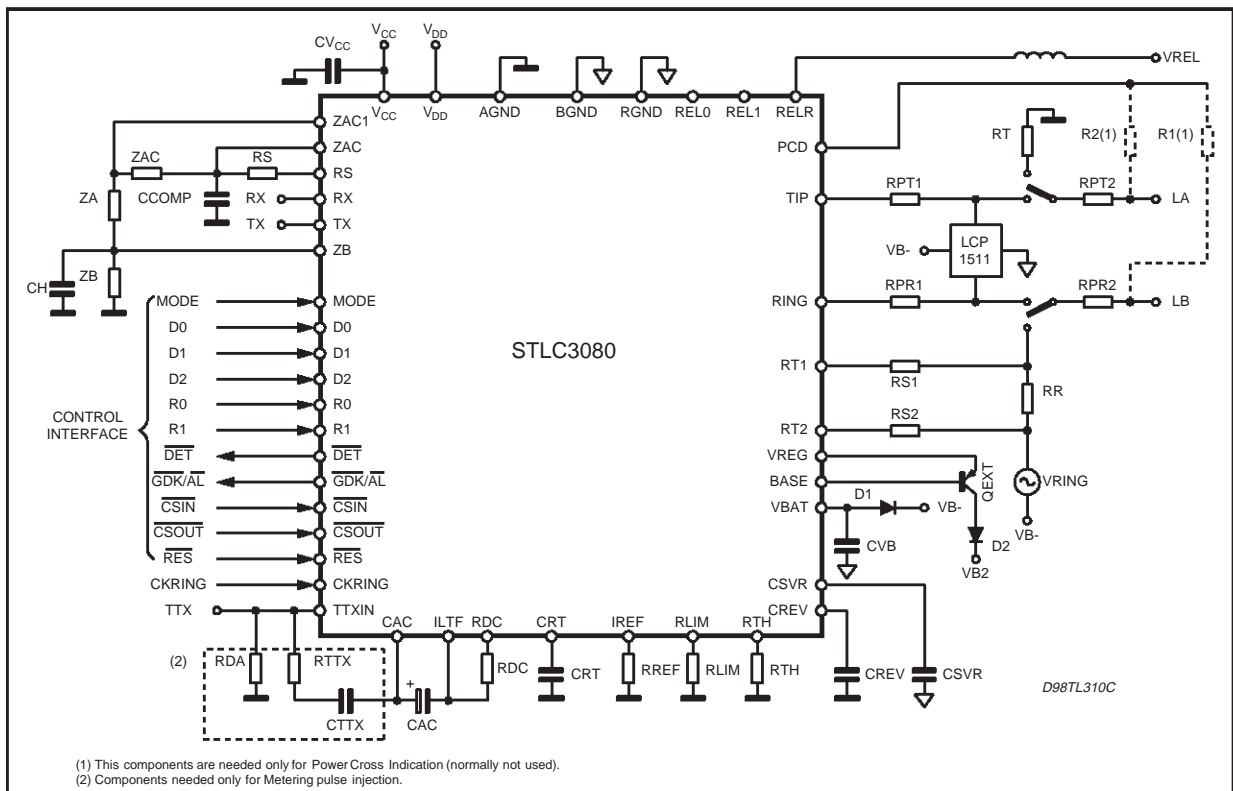 CVCC
VCC
VDD
VREL
VCC
VDD
AGND
BGND
RGND
REL0
REL1
RELR
ZAC1
ZAC
RS
RX
TX
ZB
ZAC
RS
CCOMP
RX
TX
ZA
ZB
CH
PCD
TIP
RING
RT1
RT2
VREG
BASE
VBAT
CSVR
CREV
RT
R2(1)
R1(1)
RPT1
RPT2
LA
VB-
LCP
1511
RPR1
RPR2
LB
RS1
RR
RS2
QEXT
VRING
VB-
D1
VB-
D2
VB2
CVB
STLC3080
CONTROL
INTERFACE
MODE
MODE
D0
D0
D1
D1
D2
D2
R0
R0
R1
R1
DET
DET
GDK/AL
GDK/AL
CSIN
CSIN
CSOUT
CSOUT
RES
RES
CKRING
CKRING
TTX
TTXIN
CAC
ILTF
RDC
CRT
IREF
RLIM
RTH
(2)
RDA
RTTX
CTTX
+
CAC
RDC
CRT
RREF
RLIM
RTH
CREV
CSVR
D98TL310C
(1) This components are needed only for Power Cross Indication (normally not used).
(2) Components needed only for Metering pulse injection.